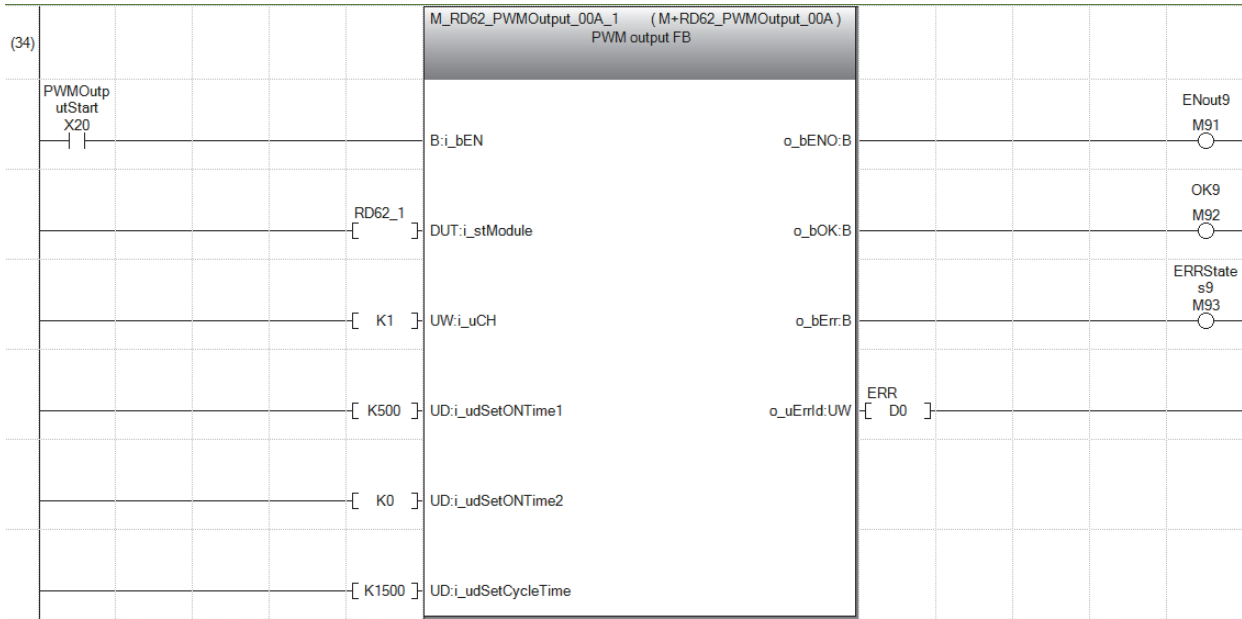 M_RD62_PWMOutput_00A_1 (M+RD62_PWMOutput_00A)
PWM output FB
(34)
PWMOutp
utStart
X20
B:i_bEN
o_bENO:B
ENout9
M91
RD62_1
DUT:i_stModule
o_bOK:B
OK9
M92
K1
UW:i_uCH
o_bErr:B
ERRState
s9
M93
K500
UD:i_udSetONTime1
o_uErrId:UW
ERR
D0
K0
UD:i_udSetONTime2
K1500
UD:i_udSetCycleTime